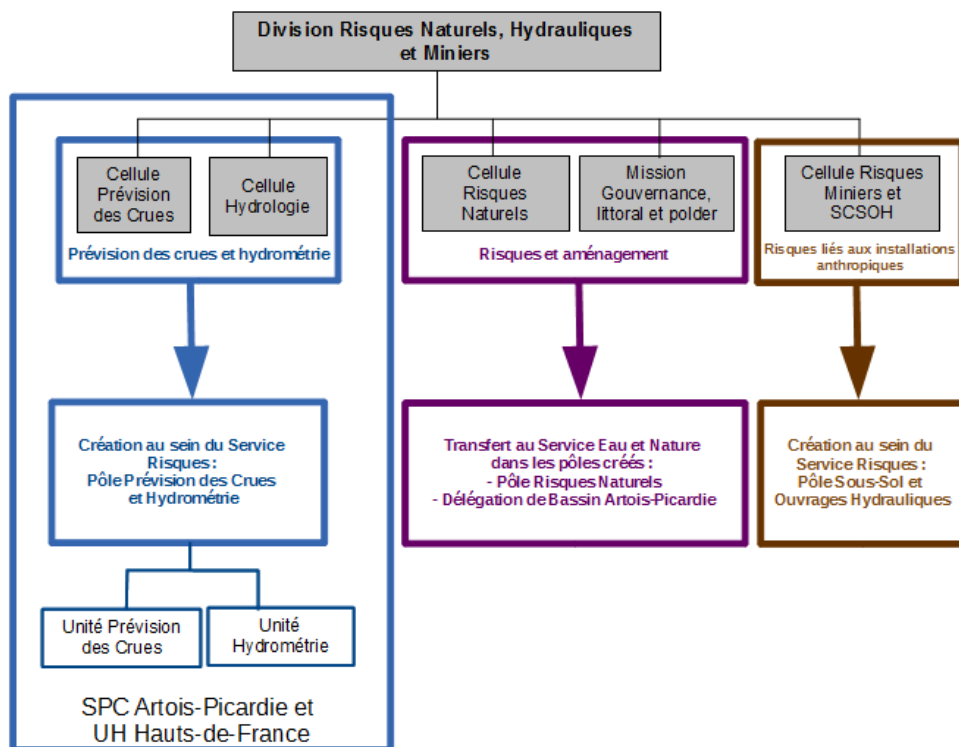 Division Risques Naturels, Hydrauliques
et Miniers
Cellule
Prévision
des Crues
Cellule
Hydrologie
Prévision des crues et hydrométrie
Cellule
Risques
Naturels
Mission
Gouvernance,
littoral et polder
Risques et aménagement
Cellule Risques
Miniers et
SCSOH
Risques liés aux installations
anthropiques
Création au sein du Service
Risques :
Pôle Prévision des Crues
et Hydrométrie
Transfert au Service Eau et Nature
dans les pôles créés :
- Pôle Risques Naturels
- Délégation de Bassin Artois-Picardie
Création au sein du
Service Risques :
Pôle Sous-Sol et
Ouvrages Hydrauliques
Unité Prévision
des Crues
Unité
Hydrométrie
SPC Artois-Picardie et
UH Hauts-de-France